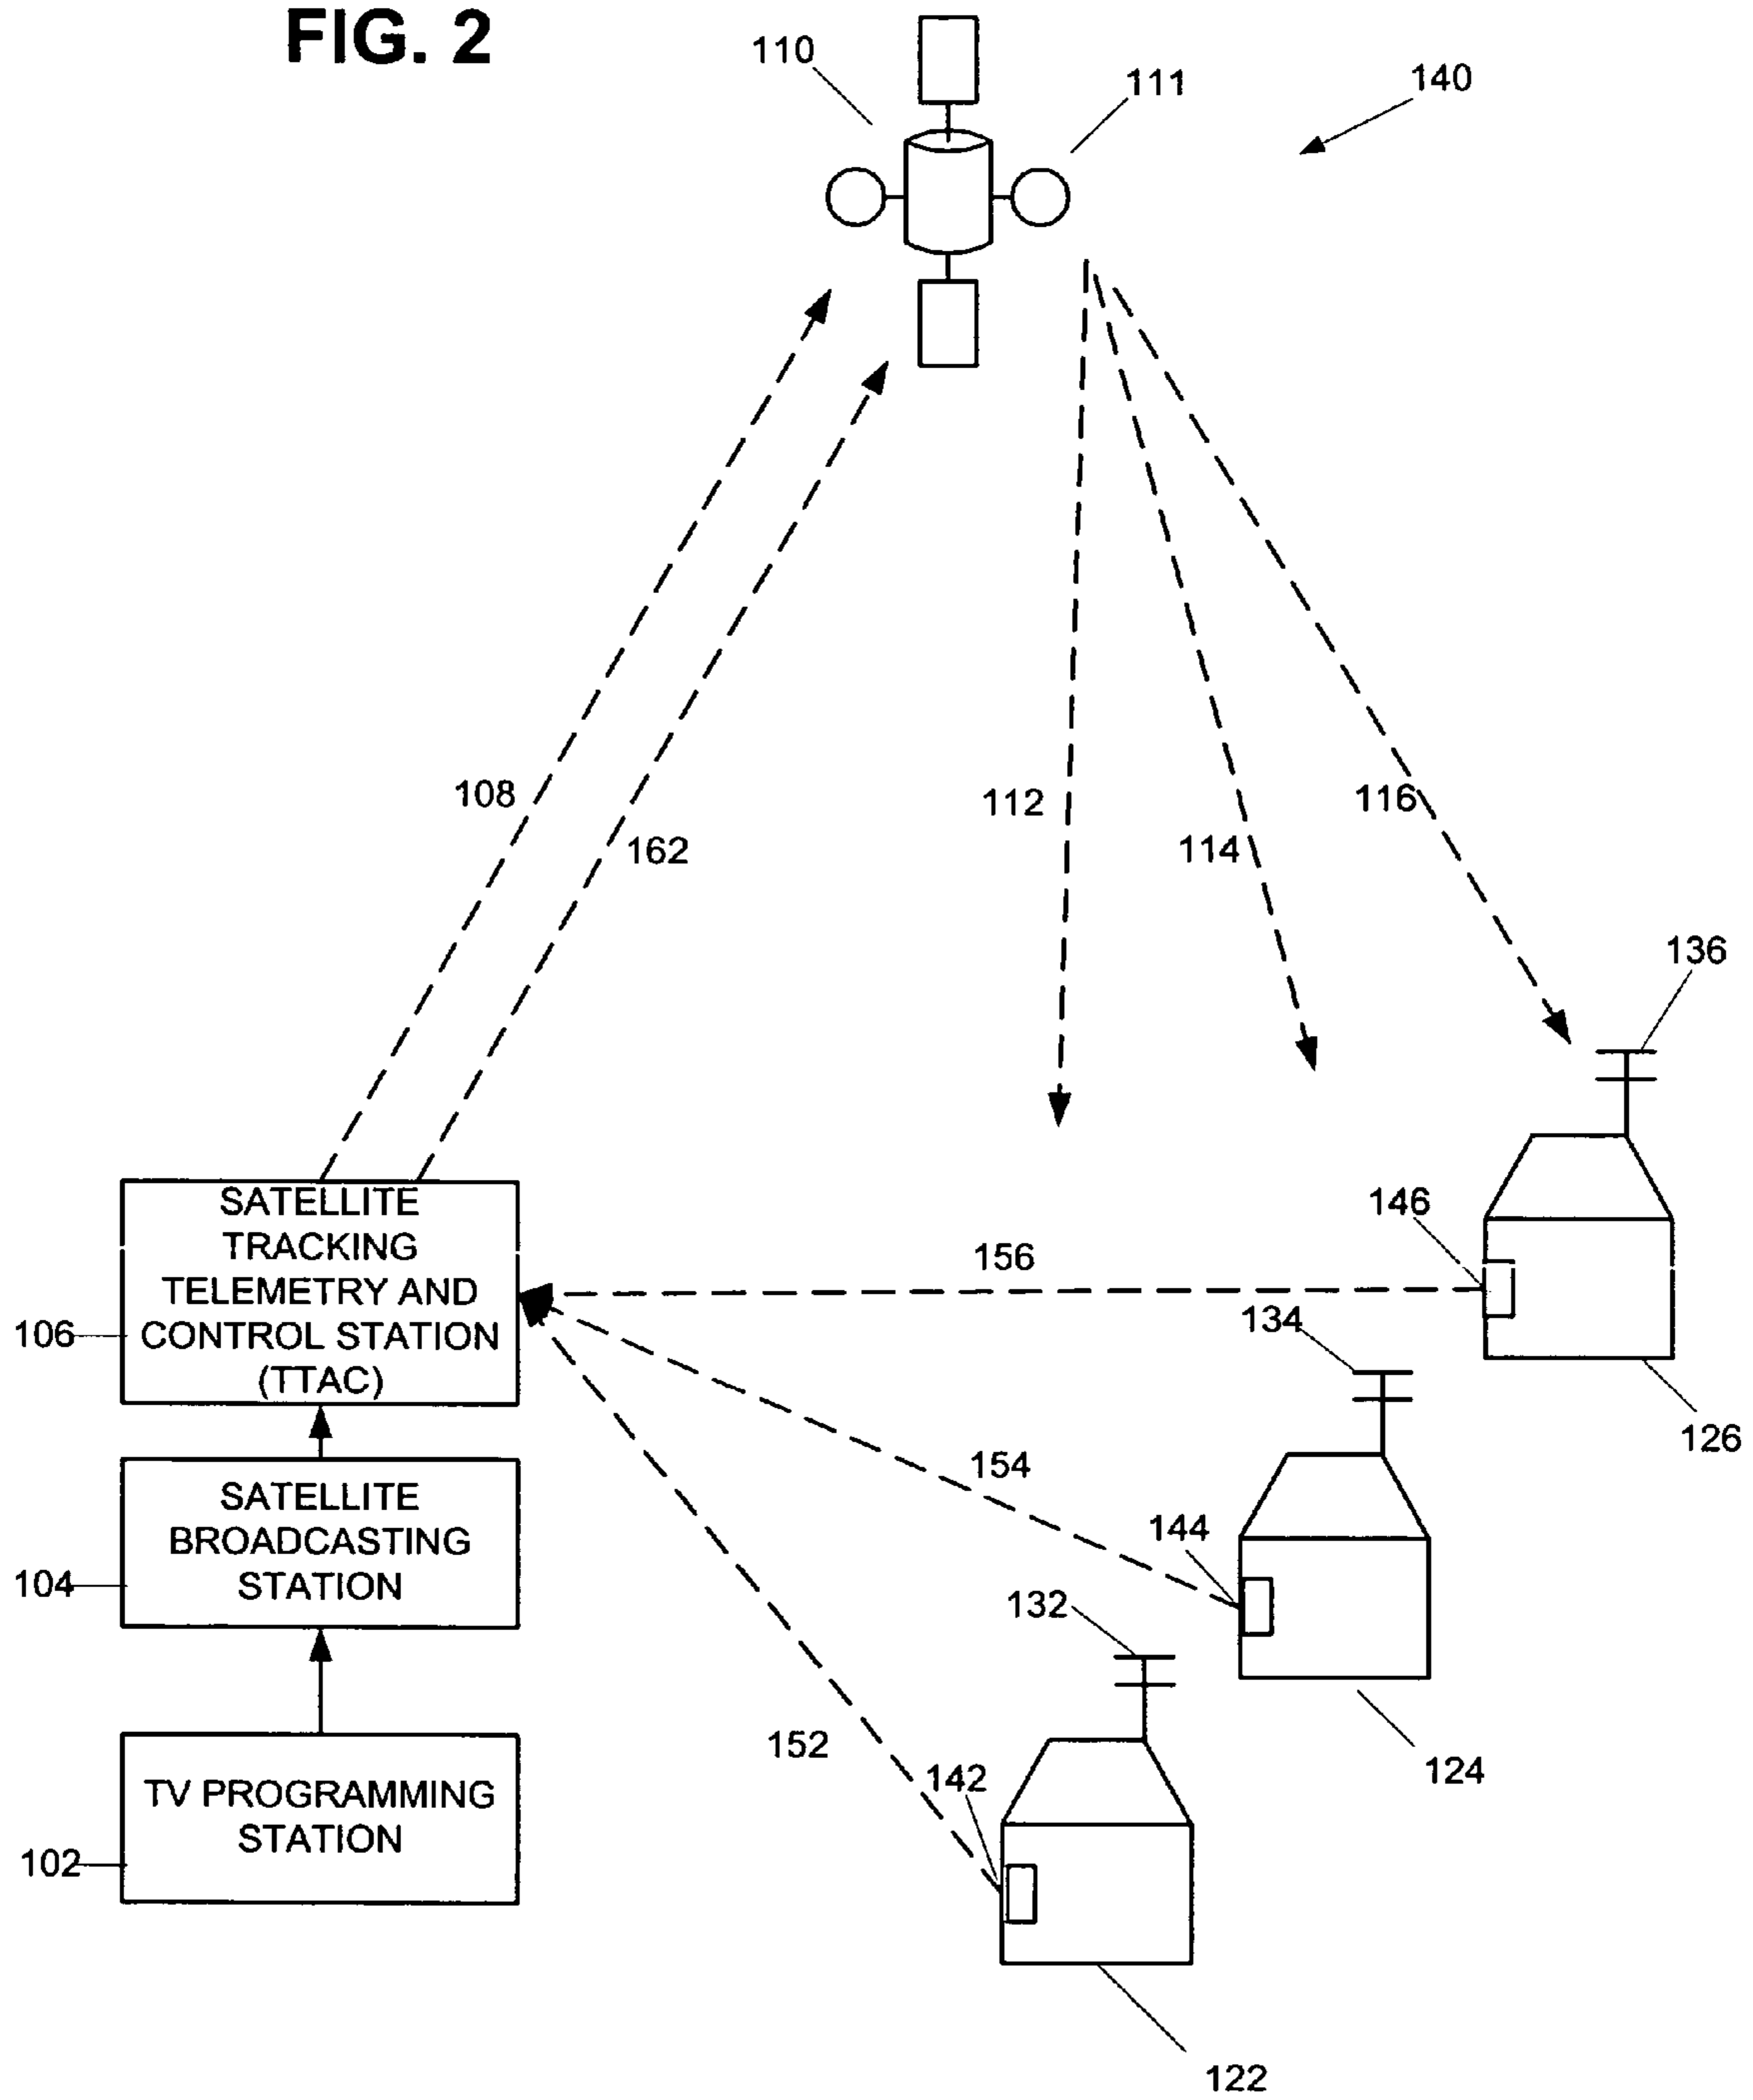 FIG. 2
110
111
140
108
162
112
114
116
136
146
156
134
126
154
144
132
152
142
124
122
106
SATELLITE
TRACKING
TELEMETRY AND
CONTROL STATION
(TTAC)
104
SATELLITE
BROADCASTING
STATION
102
TV PROGRAMMING
STATION